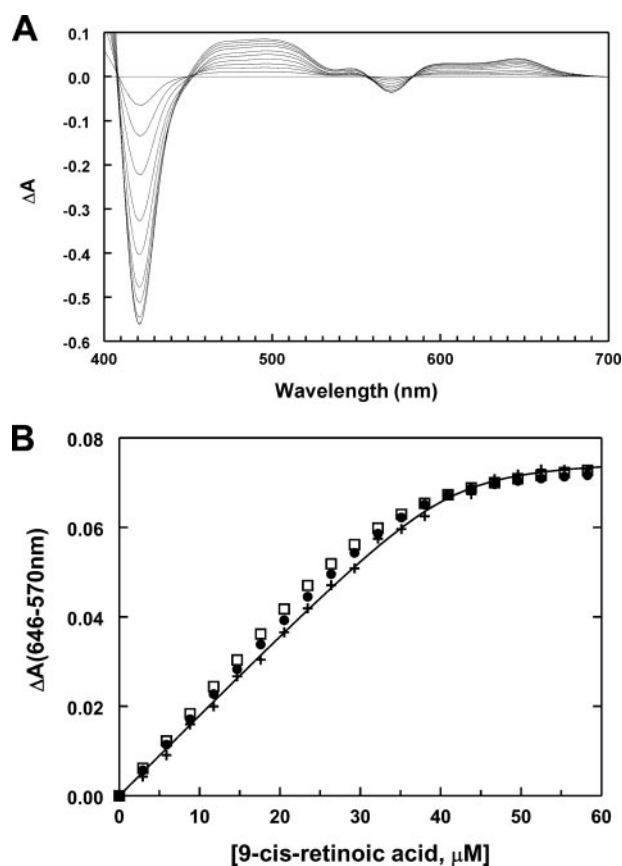 A
0.1
0.0
-0.1
-0.2
-0.3
-0.4
-0.5
-0.6
ΔA
400 500 600 700
Wavelength (nm)
B
0.08
0.06
0.04
0.02
0.00
ΔA(646-570nm)
0 10 20 30 40 50 60
[9-cis-retinoic acid, μM]